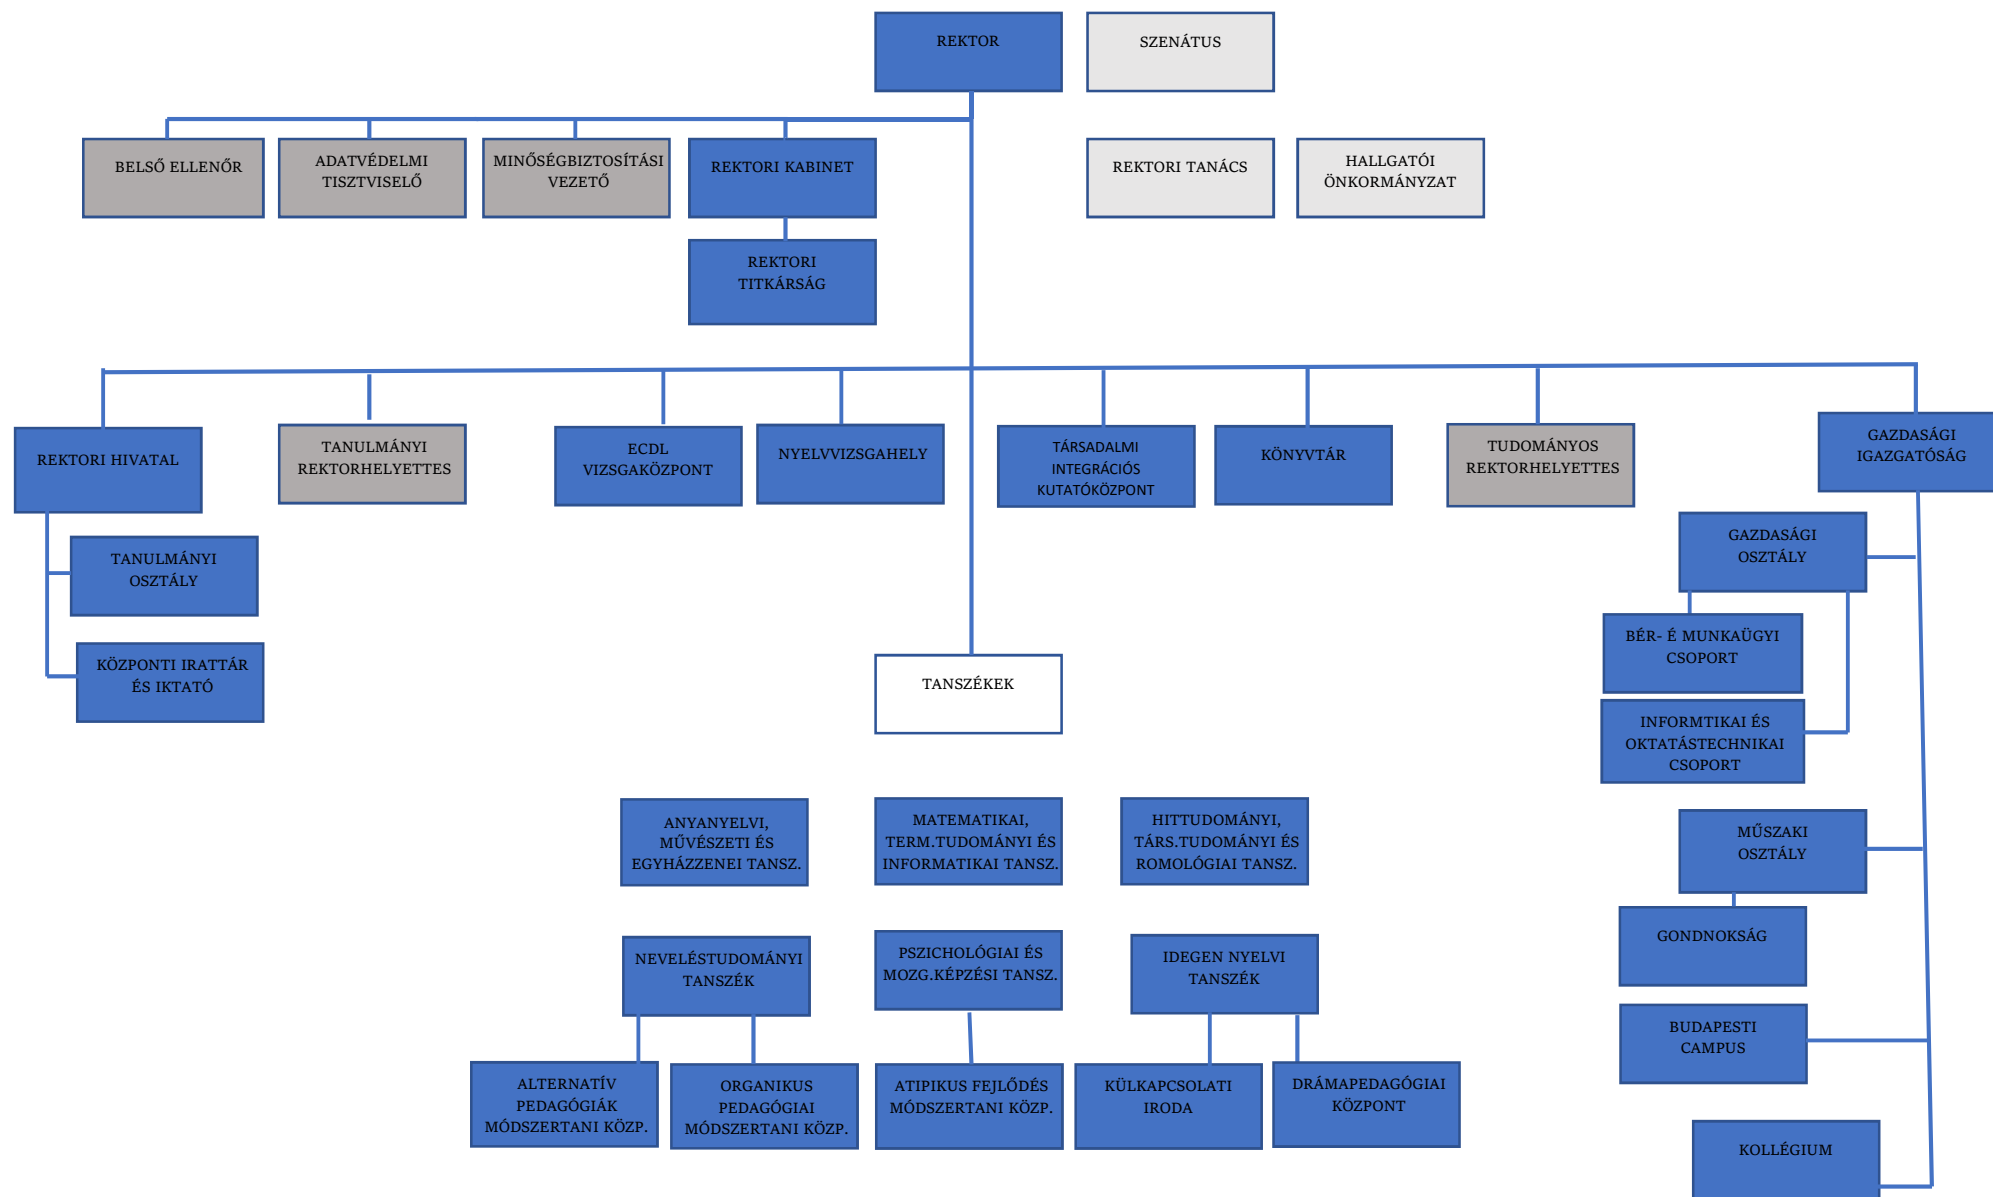 REKTOR
SZENÁTUS
BELSŐ ELLENŐR
ADATVÉDELMI
TISZTVISELŐ
MINŐSÉGBIZTOSÍTÁSI
VEZETŐ
REKTORI KABINET
REKTORI TANÁCS
HALLGATÓI
ÖNKORMÁNYZAT
REKTORI
TITKÁRSÁG
REKTORI HIVATAL
TANULMÁNYI
REKTORHELYETTES
ECDL
VIZSGAKÖZPONT
NYELVVIZSGAHELY
TÁRSADALMI
INTEGRÁCIÓS
KUTATÓKÖZPONT
KÖNYVTÁR
TUDOMÁNYOS
REKTORHELYETTES
GAZDASÁGI
IGAZGATÓSÁG
TANULMÁNYI
OSZTÁLY
KÖZPONTI IRATTÁR
ÉS IKTATÓ
GAZDASÁGI
OSZTÁLY
BÉR- É MUNKAÜGYI
CSOPORT
INFORMTIKAI ÉS
OKTATÁSTECHNIKAI
CSOPORT
TANSZÉKEK
ANYANYELVI,
MŰVÉSZETI ÉS
EGYHÁZZENEI TANSZ.
MATEMATIKAI,
TERM.TUDOMÁNYI ÉS
INFORMATIKAI TANSZ.
HITTUDOMÁNYI,
TÁRS.TUDOMÁNYI ÉS
ROMOLÓGIAI TANSZ.
MŰSZAKI
OSZTÁLY
GONDNOKSÁG
NEVELÉSTUDOMÁNYI
TANSZÉK
PSZICHOLÓGIAI ÉS
MOZG.KÉPZÉSI TANSZ.
IDEGEN NYELVI
TANSZÉK
BUDAPESTI
CAMPUS
ALTERNATÍV
PEDAGÓGIÁK
MÓDSZERTANI KÖZP.
ORGANIKUS
PEDAGÓGIAI
MÓDSZERTANI KÖZP.
ATIPIKUS FEJLŐDÉS
MÓDSZERTANI KÖZP.
KÜLKAPCSOLATI
IRODA
DRÁMAPEDAGÓGIAI
KÖZPONT
KOLLÉGIUM